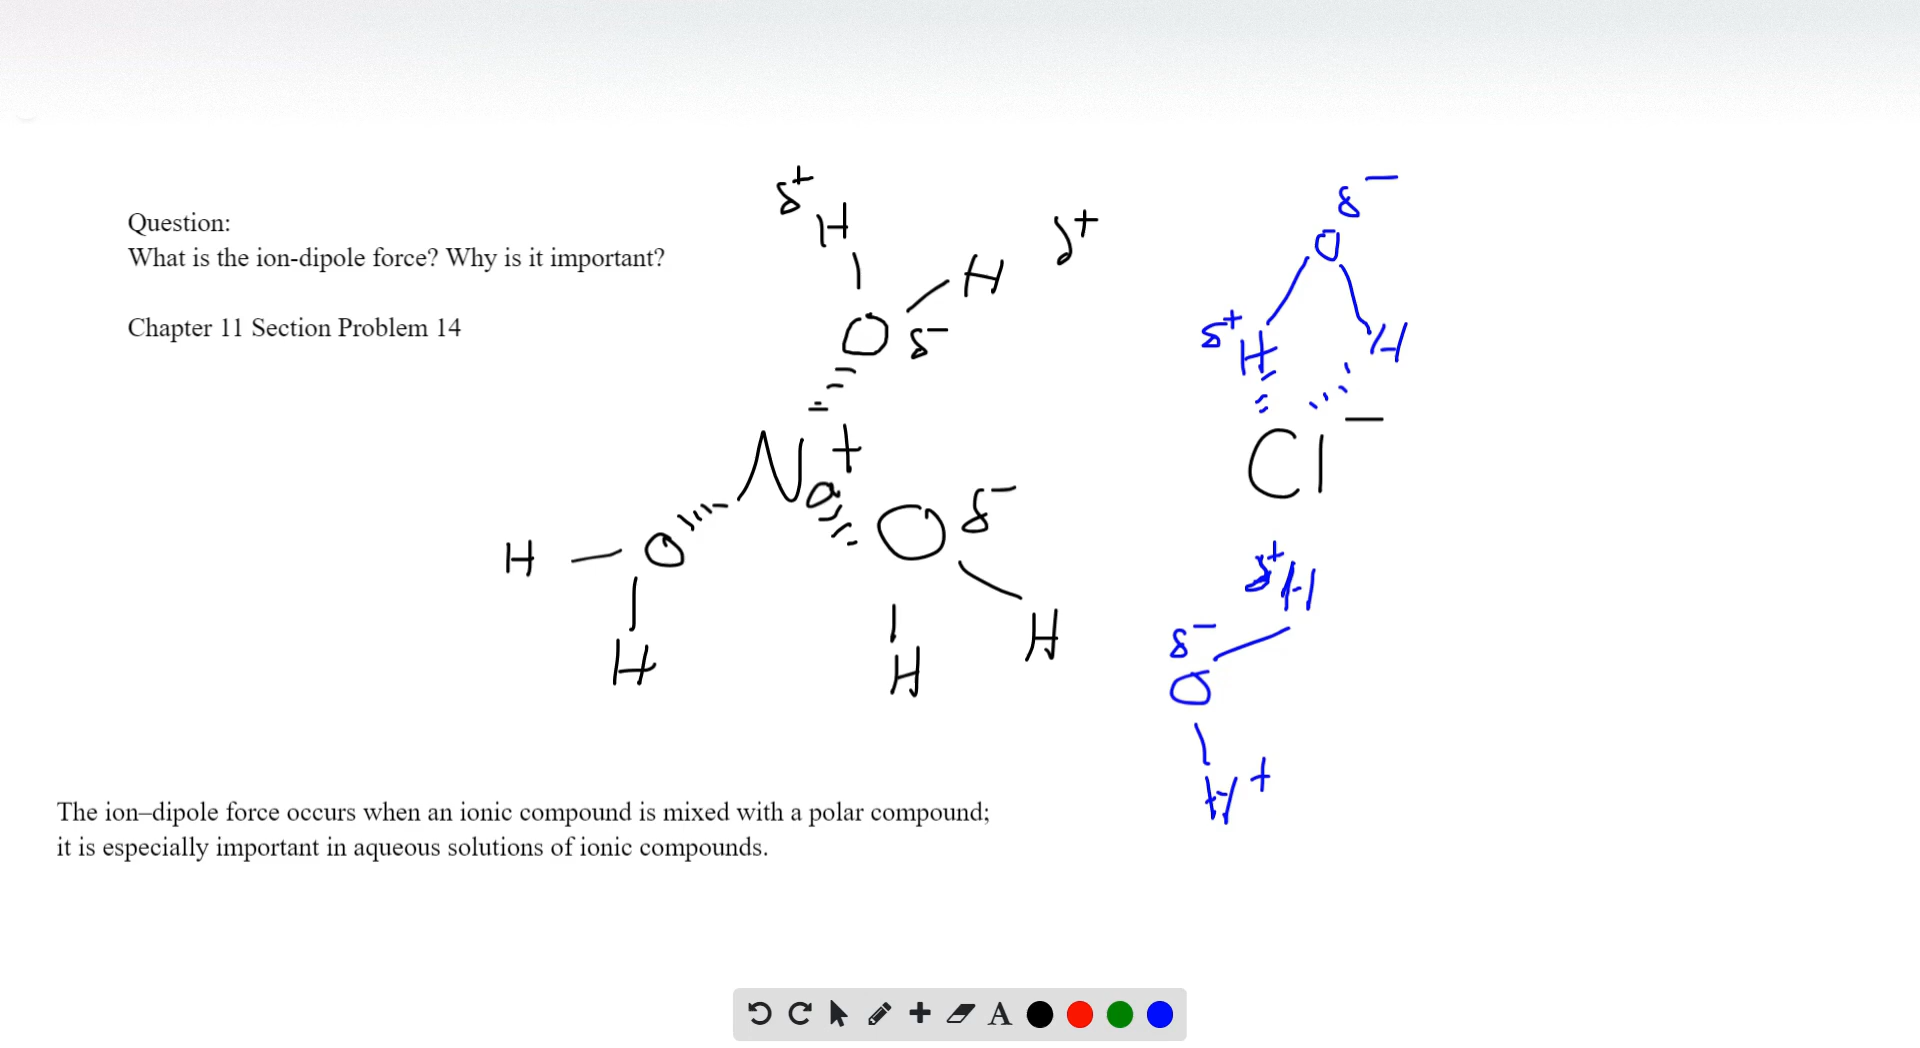 Question:
What is the ion-dipole force? Why is it important?
Chapter 11 Section Problem 14
δ+
H
H δ+
O δ-
Na+
H O
H
O δ-
H
H
δ-
O
δ+ H
H
Cl-
δ+ H
δ-
O
H+
The ion–dipole force occurs when an ionic compound is mixed with a polar compound;
it is especially important in aqueous solutions of ionic compounds.
A